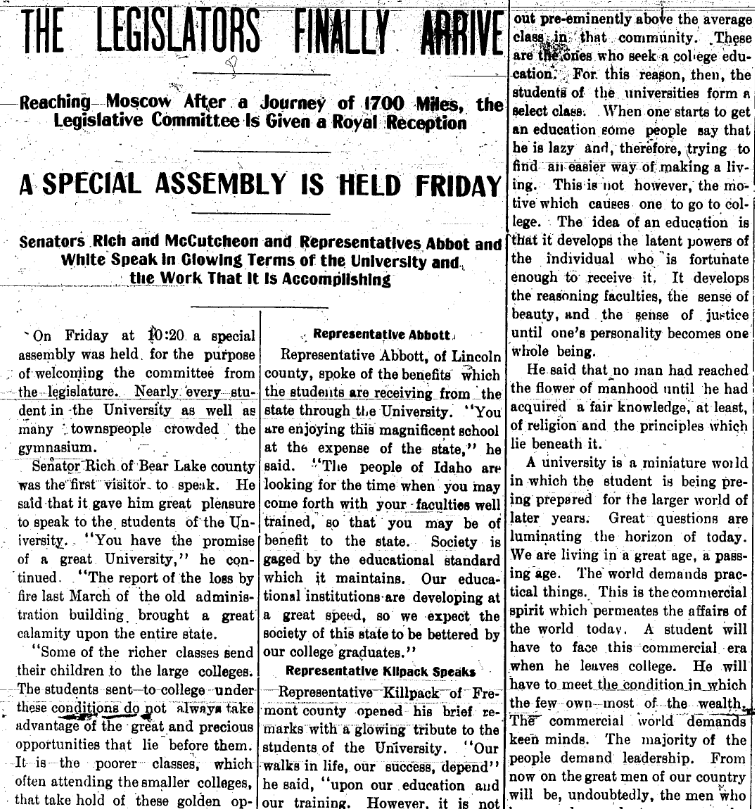 THE LEGISLATORS FINALLY ARRIVE
Reaching Moscow After a Journey of 1700 Miles, the
Legislative Committee Is Given a Royal Reception
A SPECIAL ASSEMBLY IS HELD FRIDAY
Senators Rich and McCutcheon and Representatives Abbot and
White Speak in Glowing Terms of the University and
the Work That It Is Accomplishing
On Friday at 10:20 a special
assembly was held for the purpose
of welcoming the committee from
the legislature. Nearly every stu-
dent in the University as well as
many townspeople crowded the
gymnasium.
Senator Rich of Bear Lake county
was the first visitor to speak. He
said that it gave him great pleasure
to speak to the students of the Un-
iversity. "You have the promise
of a great University," he con-
tinued. "The report of the loss by
fire last March of the old adminis-
tration building brought a great
calamity upon the entire state.
"Some of the richer classes send
their children to the large colleges.
The students sent to college under
these conditions do not always take
advantage of the great and precious
opportunities that lie before them.
It is the poorer classes, which
often attending the smaller colleges,
that take hold of these golden op-
Representative Abbott
Representative Abbott, of Lincoln
county, spoke of the benefits which
the students are receiving from the
state through the University. "You
are enjoying this magnificent school
at the expense of the state," he
said. "The people of Idaho are
looking for the time when you may
come forth with your faculties well
trained, so that you may be of
benefit to the state. Society is
gaged by the educational standard
which it maintains. Our educa-
tional institutions are developing at
a great speed, so we expect the
society of this state to be bettered by
our college graduates."
Representative Kilpack Speaks
Representative Killpack of Fre-
mont county opened his brief re-
marks with a glowing tribute to the
students of the University. "Our
walks in life, our success, depend"
he said, "upon our education and
our training. However, it is not
out pre-eminently above the average
class in that community. These
are the ones who seek a college edu-
cation. For this reason, then, the
students of the universities form a
select class. When one starts to get
an education some people say that
he is lazy and, therefore, trying to
find an easier way of making a liv-
ing. This is not however, the mo-
tive which causes one to go to col-
lege. The idea of an education is
that it develops the latent powers of
the individual who is fortunate
enough to receive it. It develops
the reasoning faculties, the sense of
beauty, and the sense of justice
until one's personality becomes one
whole being.
He said that no man had reached
the flower of manhood until he had
acquired a fair knowledge, at least,
of religion and the principles which
lie beneath it.
A university is a miniature world
in which the student is being pre-
ing prepared for the larger world of
later years. Great questions are
luminating the horizon of today.
We are living in a great age, a pass-
ing age. The world demands prac-
tical things. This is the commercial
spirit which permeates the affairs of
the world today. A student will
have to face this commercial era
when he leaves college. He will
have to meet the condition in which
the few own most of the wealth.
The commercial world demands
keen minds. The majority of the
people demand leadership. From
now on the great men of our country
will be, undoubtedly, the men who